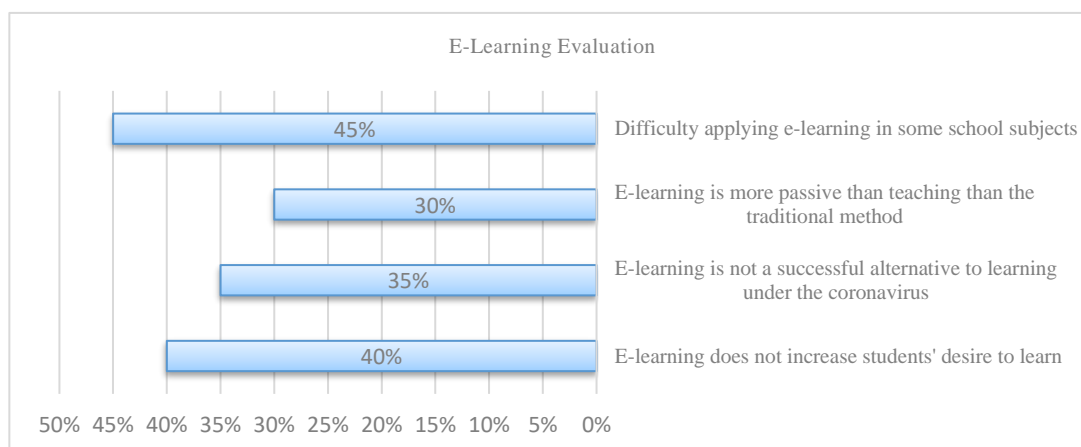 E-Learning Evaluation
45%
Difficulty applying e-learning in some school subjects
30%
E-learning is more passive than teaching than the
traditional method
35%
E-learning is not a successful alternative to learning
under the coronavirus
40%
E-learning does not increase students' desire to learn
50% 45% 40% 35% 30% 25% 20% 15% 10% 5% 0%